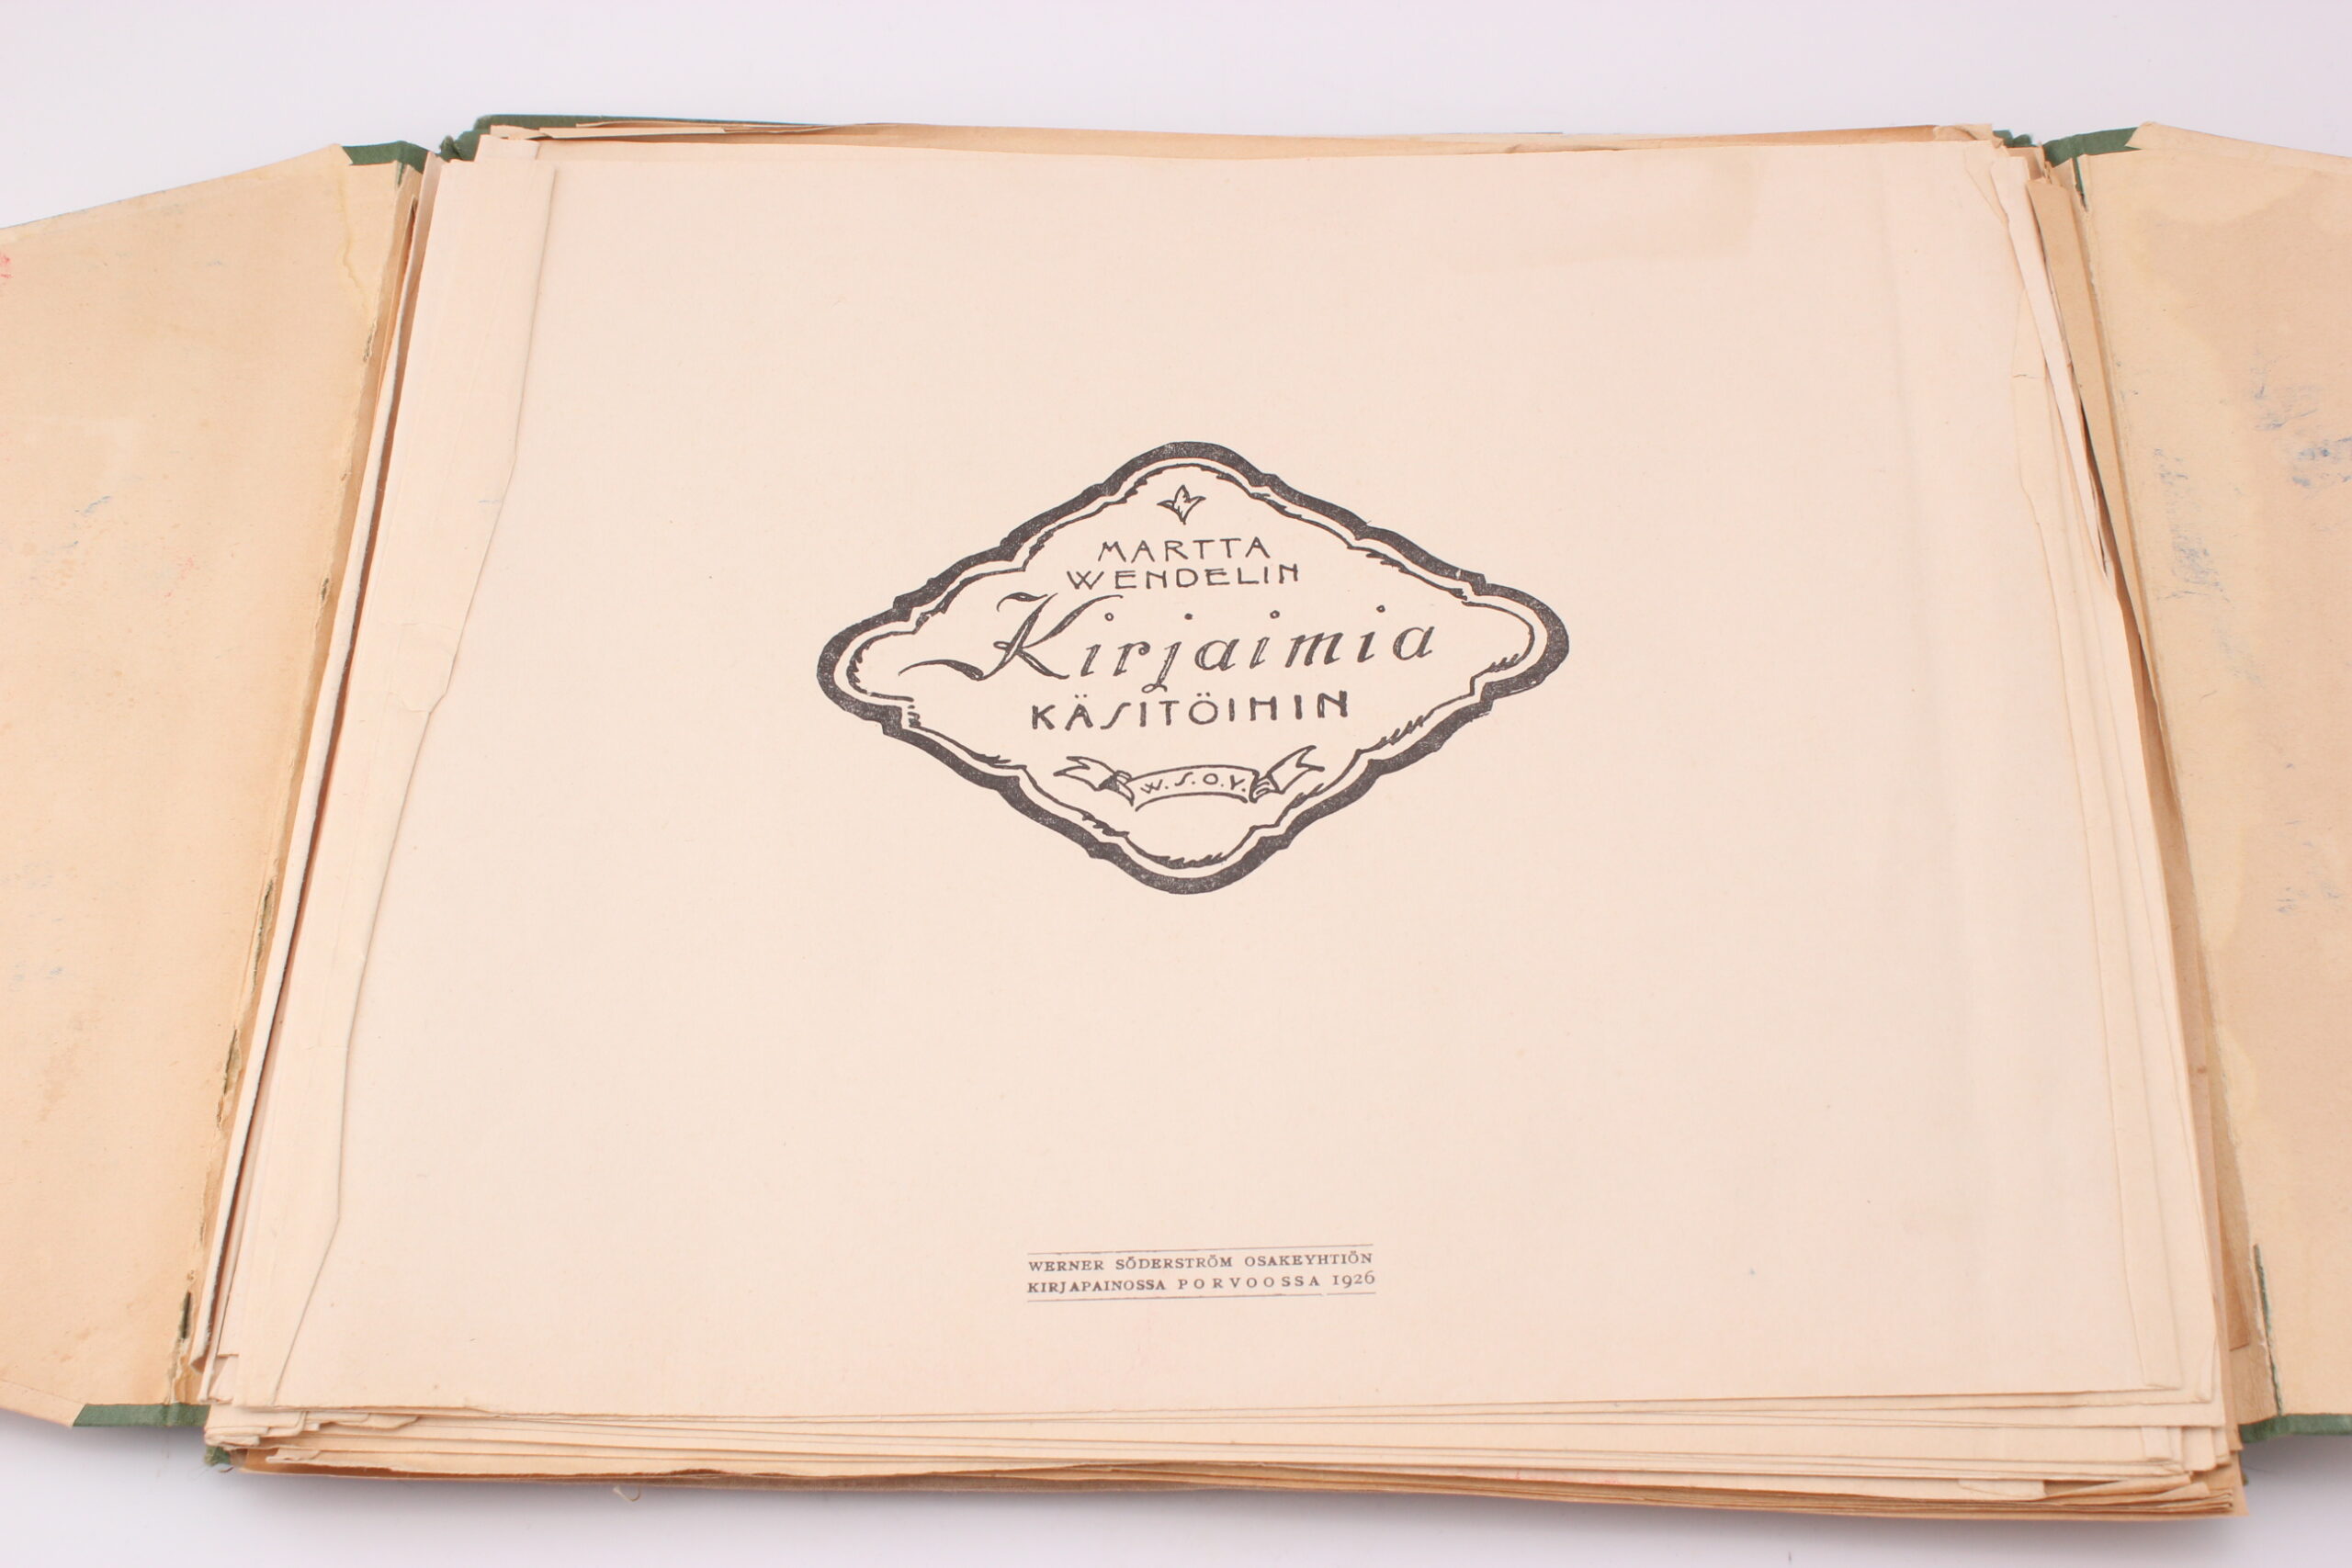 MARTTA
WENDELIN
Kirjaimia
KÄSITÖIHIN
W.S.O.Y.
WERNER SÖDERSTRÖM OSAKEYHTIÖN
KIRJAPAINOSSA PORVOOSSA 1926